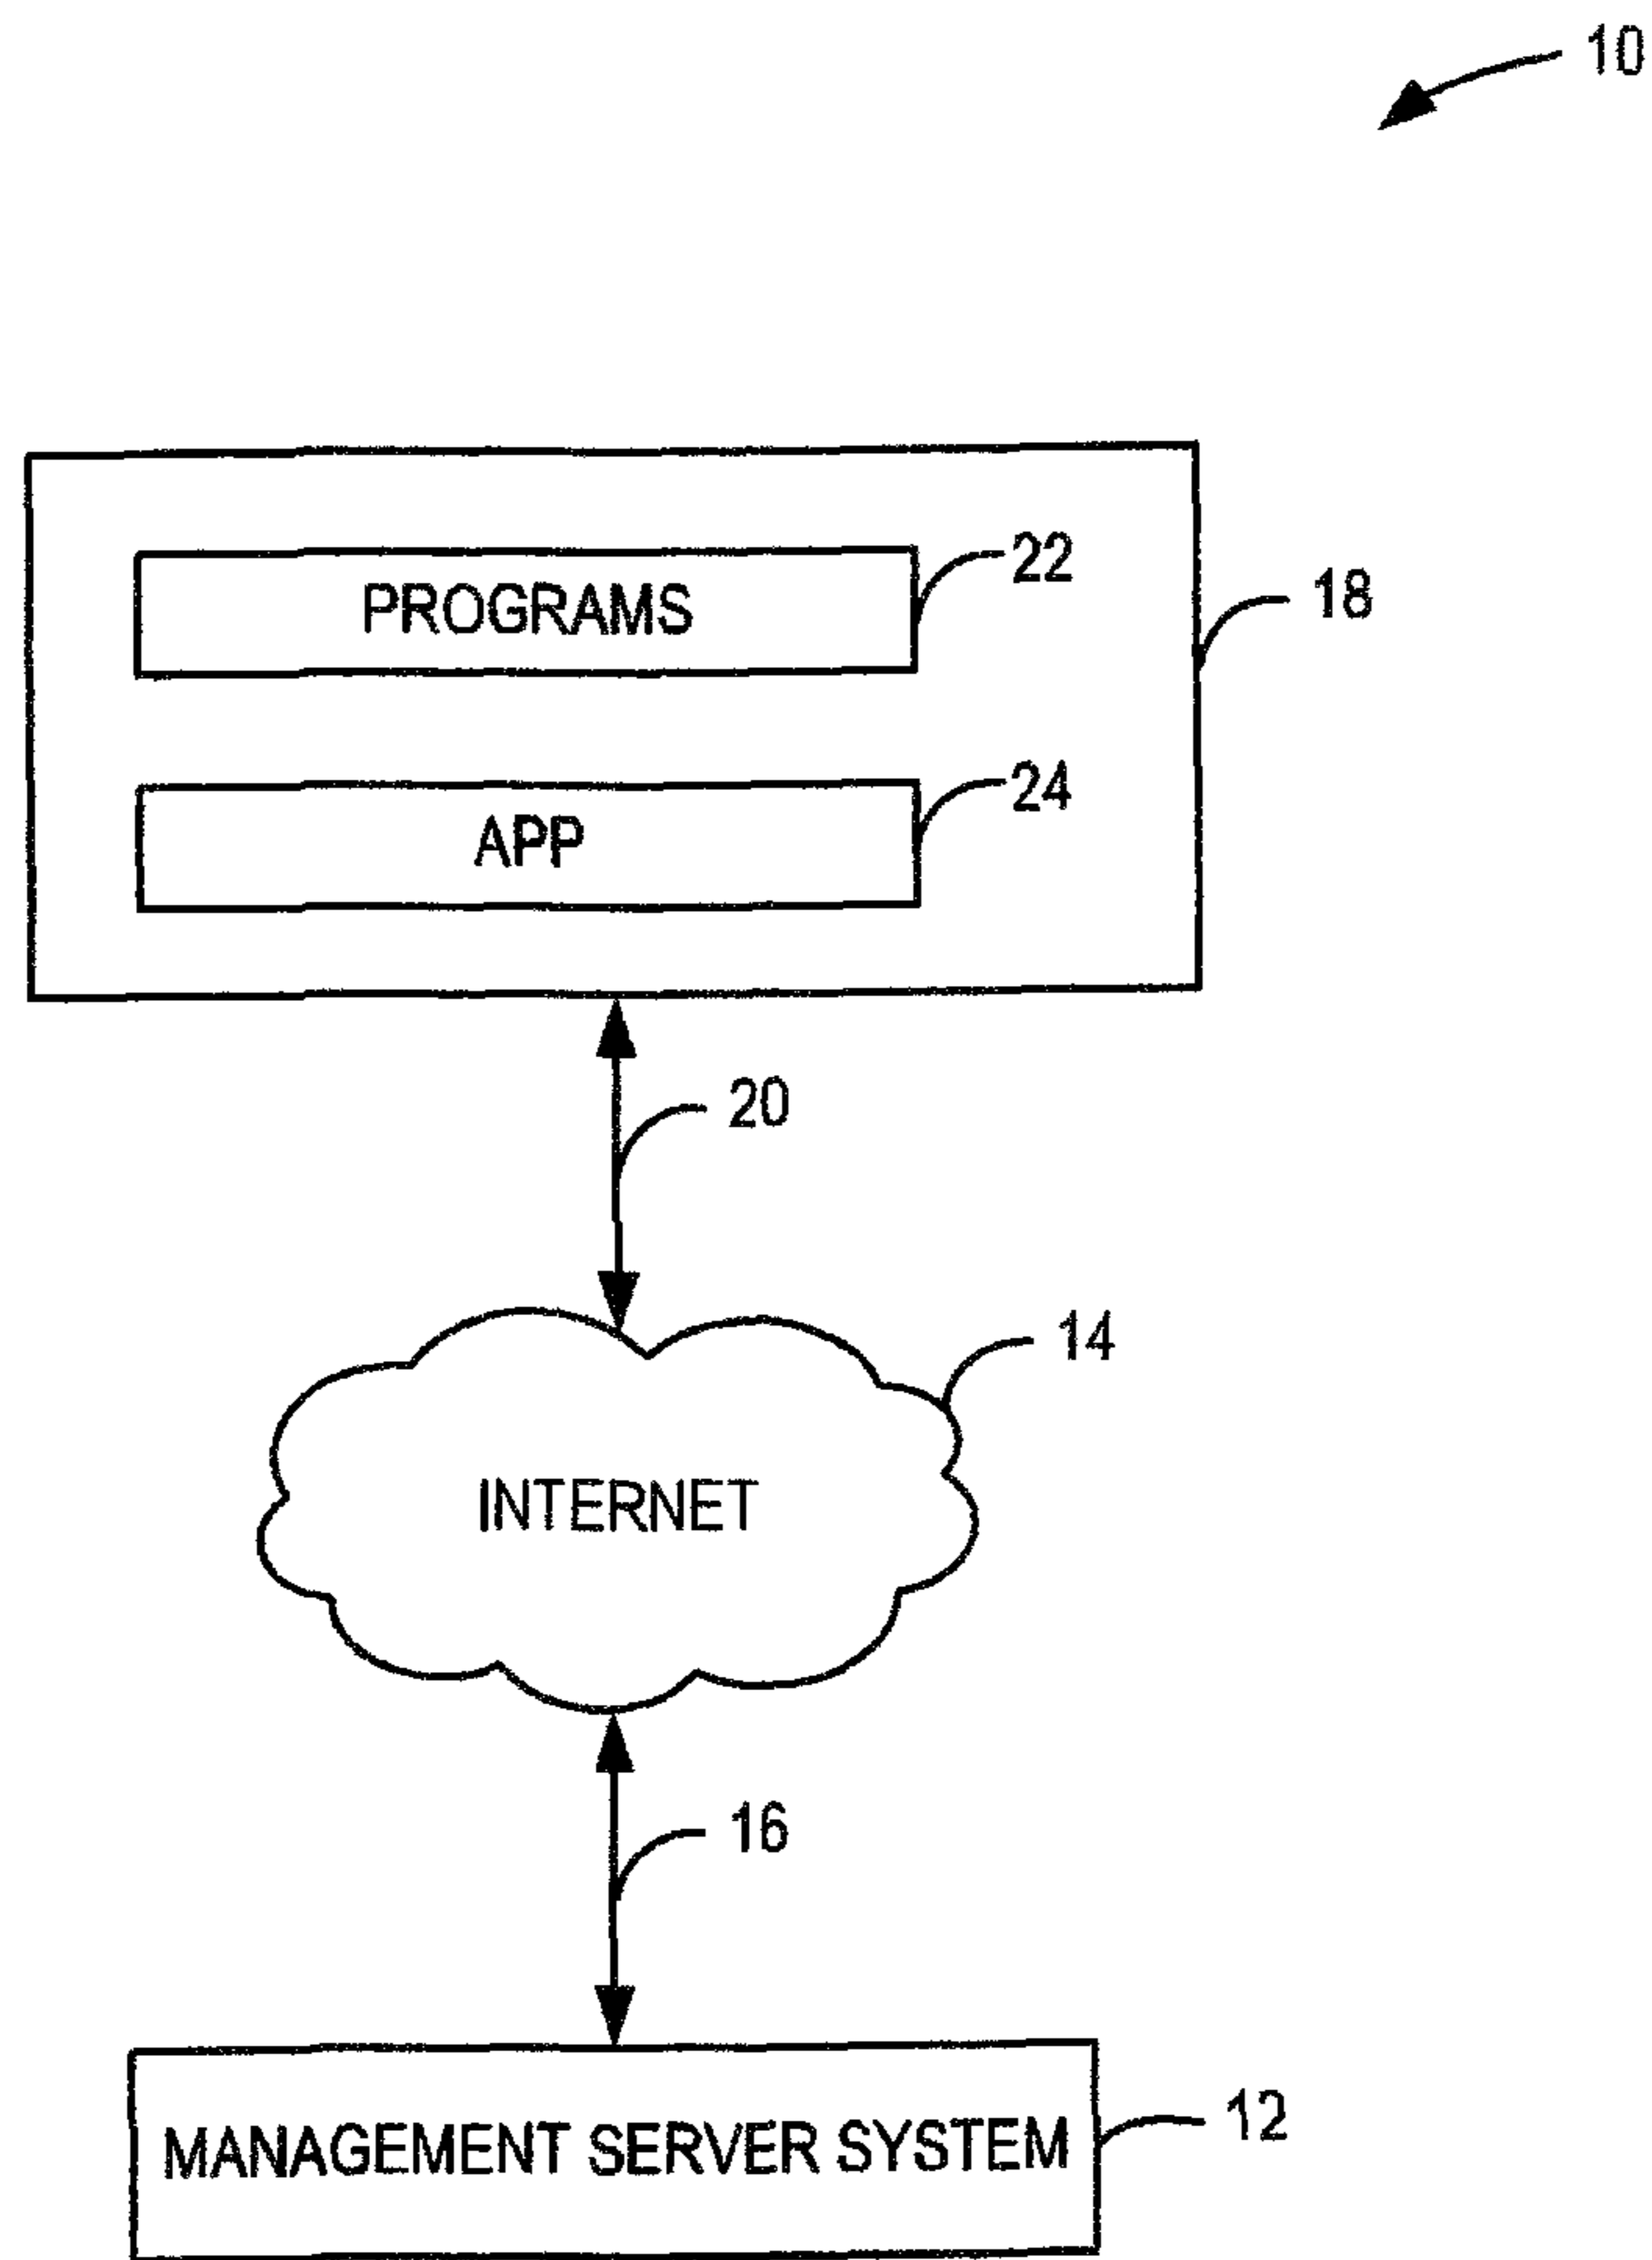 10
PROGRAMS
22
18
APP
24
20
14
INTERNET
16
MANAGEMENT SERVER SYSTEM
12